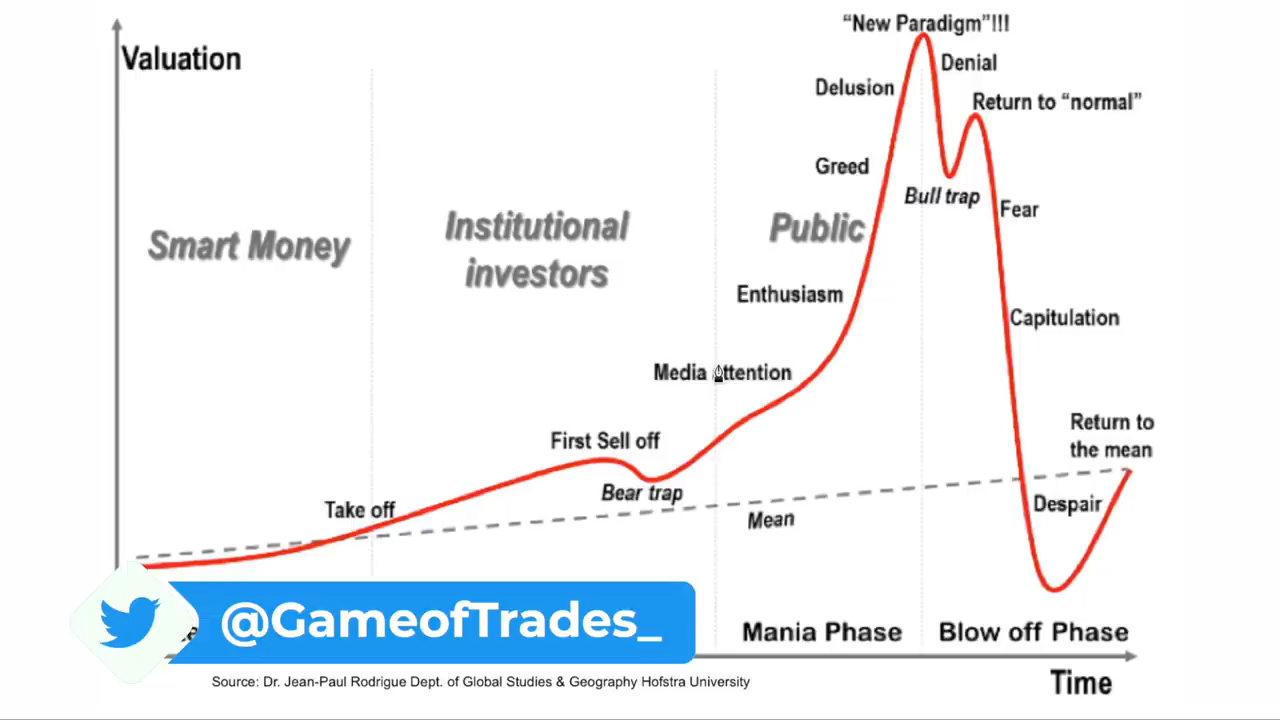 “New Paradigm”!!!
Valuation
Denial
Delusion
Return to “normal”
Greed
Bull trap
Fear
Smart Money
Institutional
investors
Public
Enthusiasm
Capitulation
Media attention
Return to
the mean
First Sell off
Bear trap
Take off
Mean
Despair
@GameofTrades_
Mania Phase
Blow off Phase
Time
Source: Dr. Jean-Paul Rodrigue Dept. of Global Studies & Geography Hofstra University